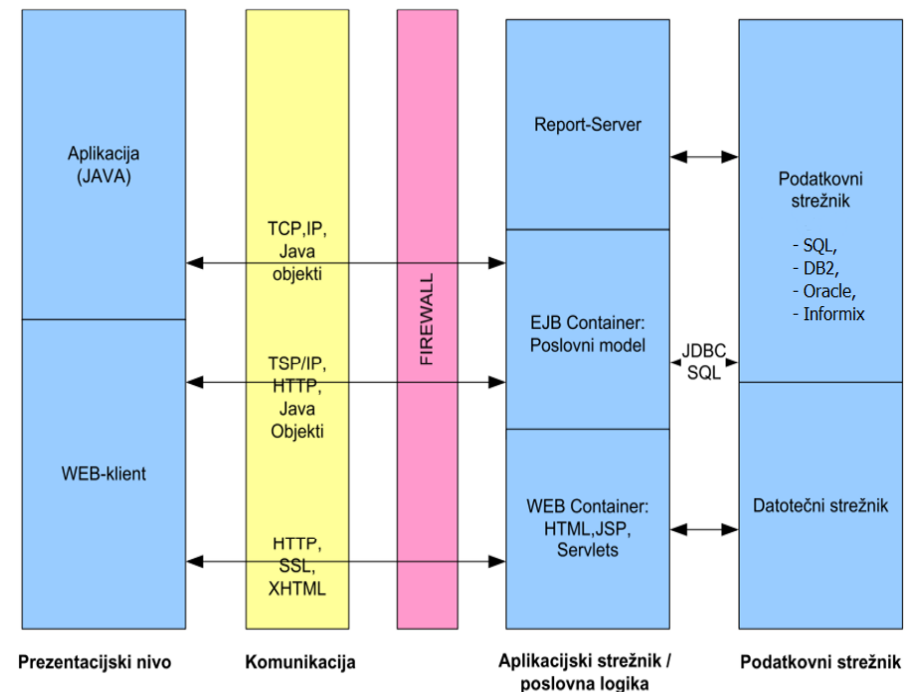 Aplikacija
(JAVA)
WEB-klient
Prezentacijski nivo
TCP,IP,
Java
objekti
TSP/IP,
HTTP,
Java
Objekti
HTTP,
SSL,
XHTML
Komunikacija
FIREWALL
Report-Server
EJB Container:
Poslovni model
WEB Container:
HTML,JSP,
Servlets
Aplikacijski strežnik /
poslovna logika
JDBC
SQL
Podatkovni
strežnik
- SQL,
- DB2,
- Oracle,
- Informix
Datotečni strežnik
Podatkovni strežnik